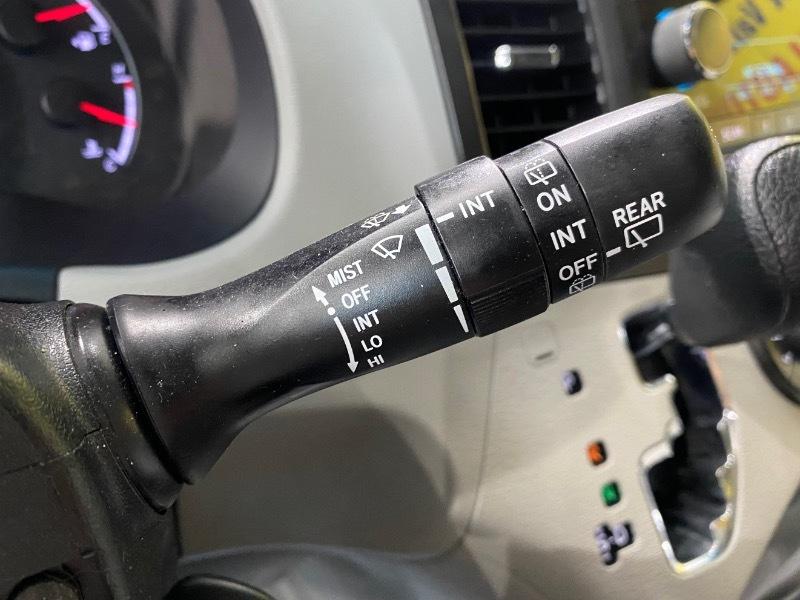 MIST
OFF
INT
LO
HI
INT
ON
INT
OFF
REAR